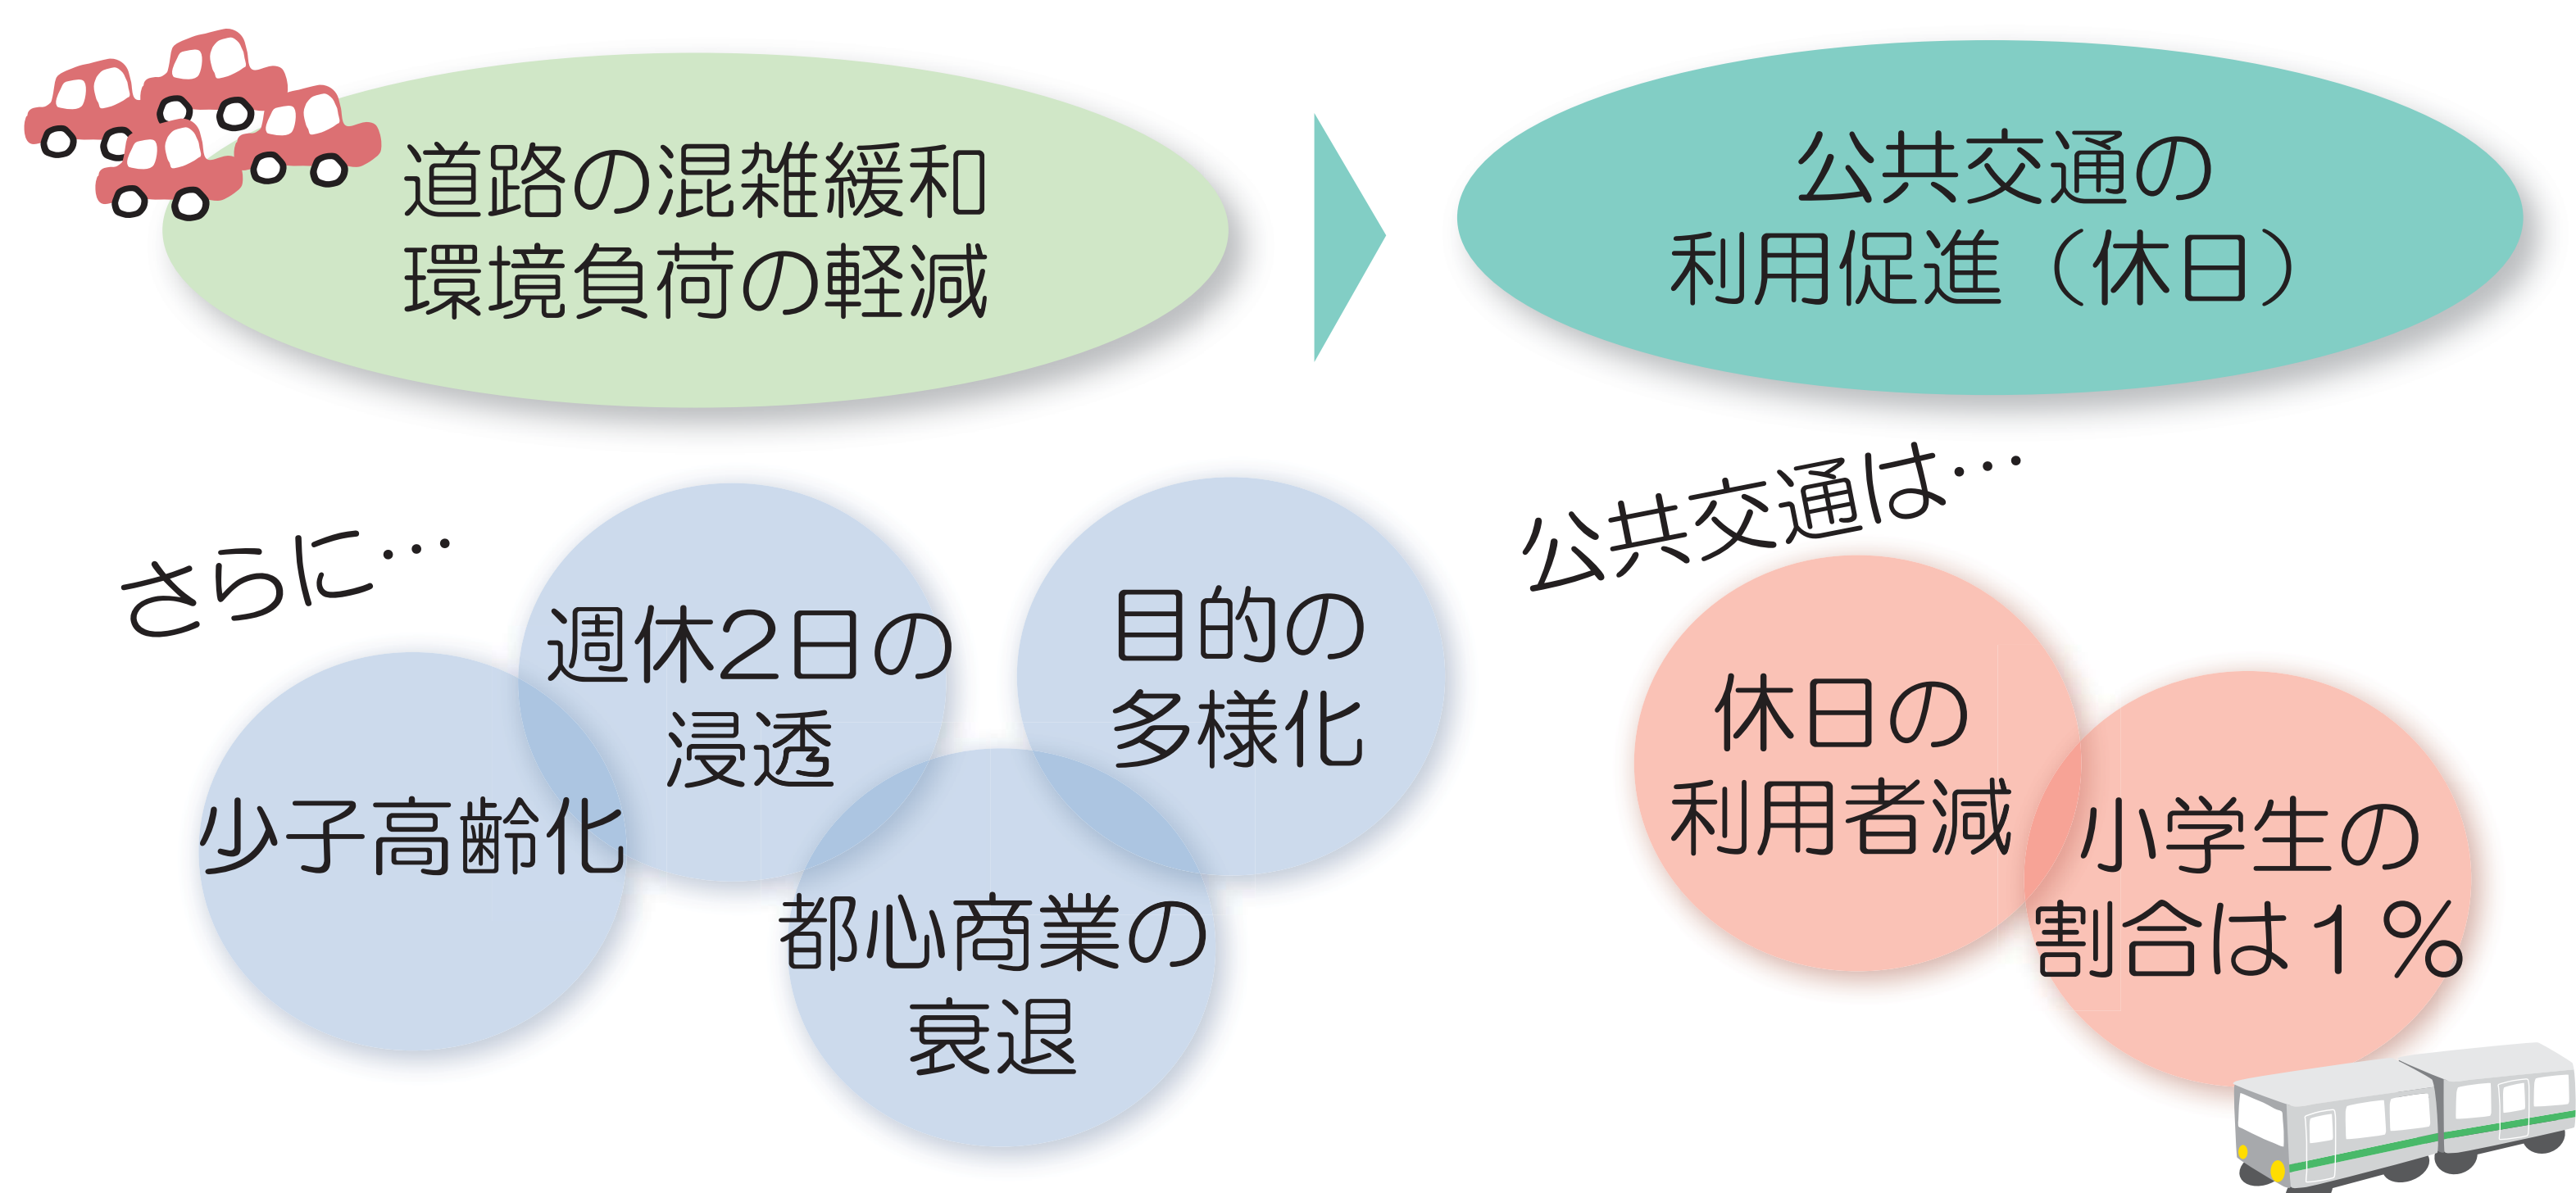 道路の混雑緩和
環境負荷の軽減
公共交通の
利用促進（休日）
さらに…
少子高齢化
週休2日の
浸透
都心商業の
衰退
目的の
多様化
公共交通は…
休日の
利用者減
小学生の
割合は１％